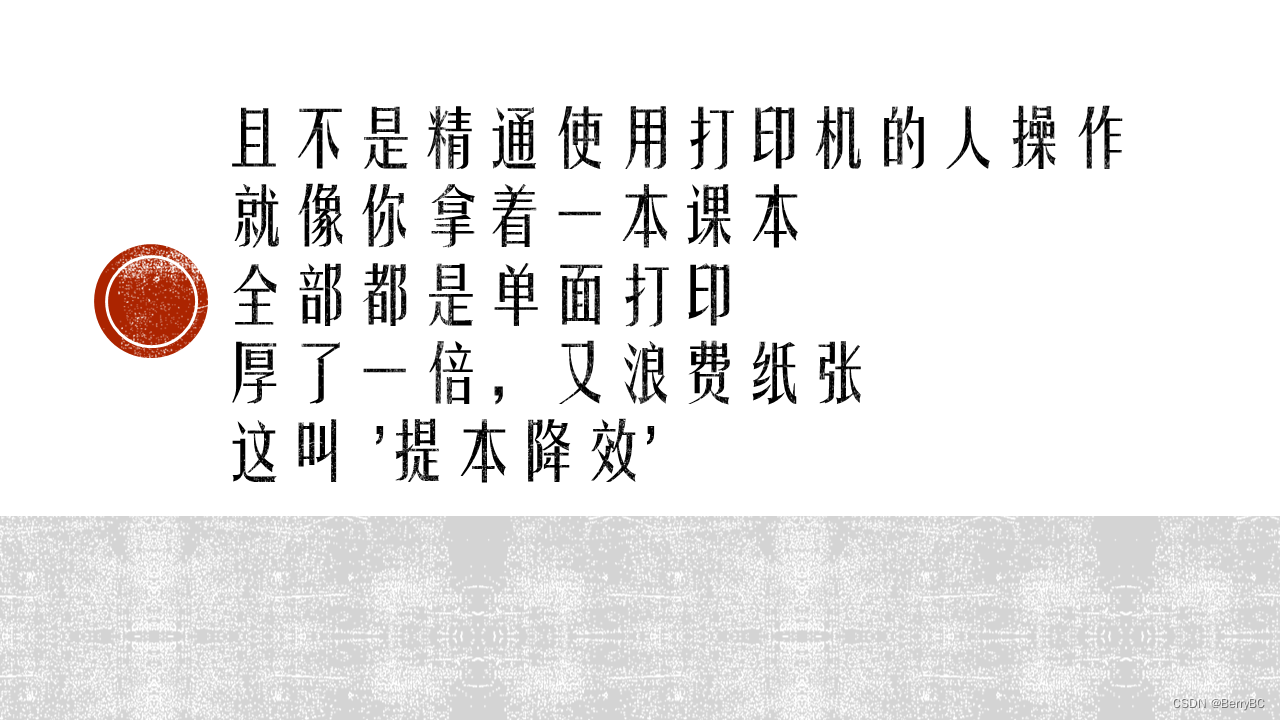 且不是精通使用打印机的人操作
就像你拿着一本课本
全部都是单面打印
厚了一倍，又浪费纸张
这叫’提本降效’
CSDN @BerryBC